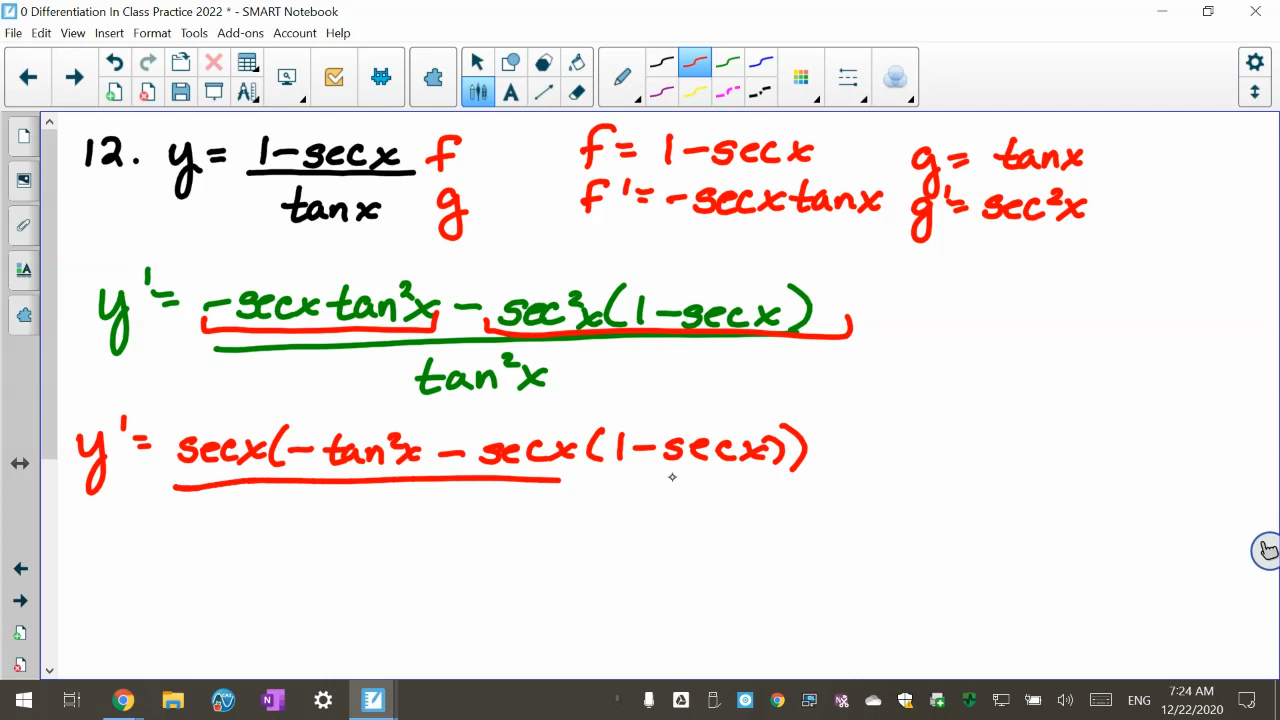 0 Differentiation In Class Practice 2022 * - SMART Notebook
File Edit View Insert Format Tools Add-ons Account Help
12. y = 1-secx f
tanx g
f = 1-secx
f' = -secxtanx
g = tanx
g' = sec²x
y' = -secx tan²x - sec²x(1-secx)
tan²x
y' = secx(-tan²x - secx(1-secx))
ENG
7:24 AM
12/22/2020